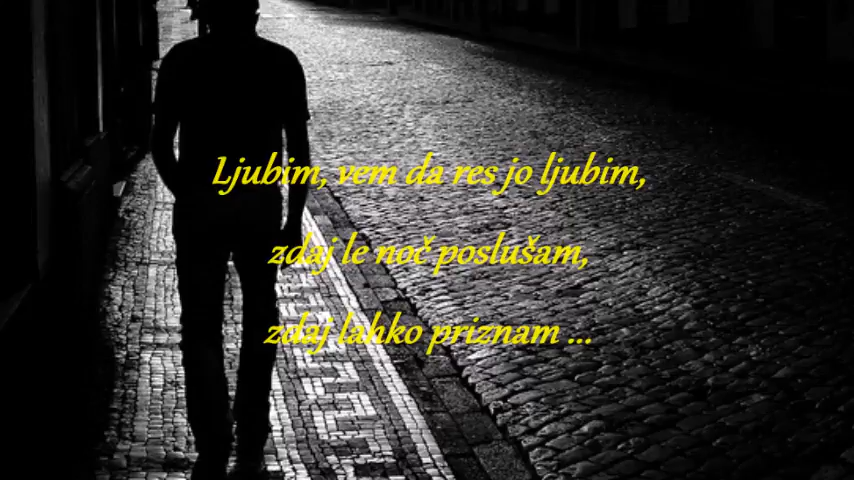 Ljubim, vem da res jo ljubim,
zdaj le noč poslušam,
zdaj lahko priznam ...